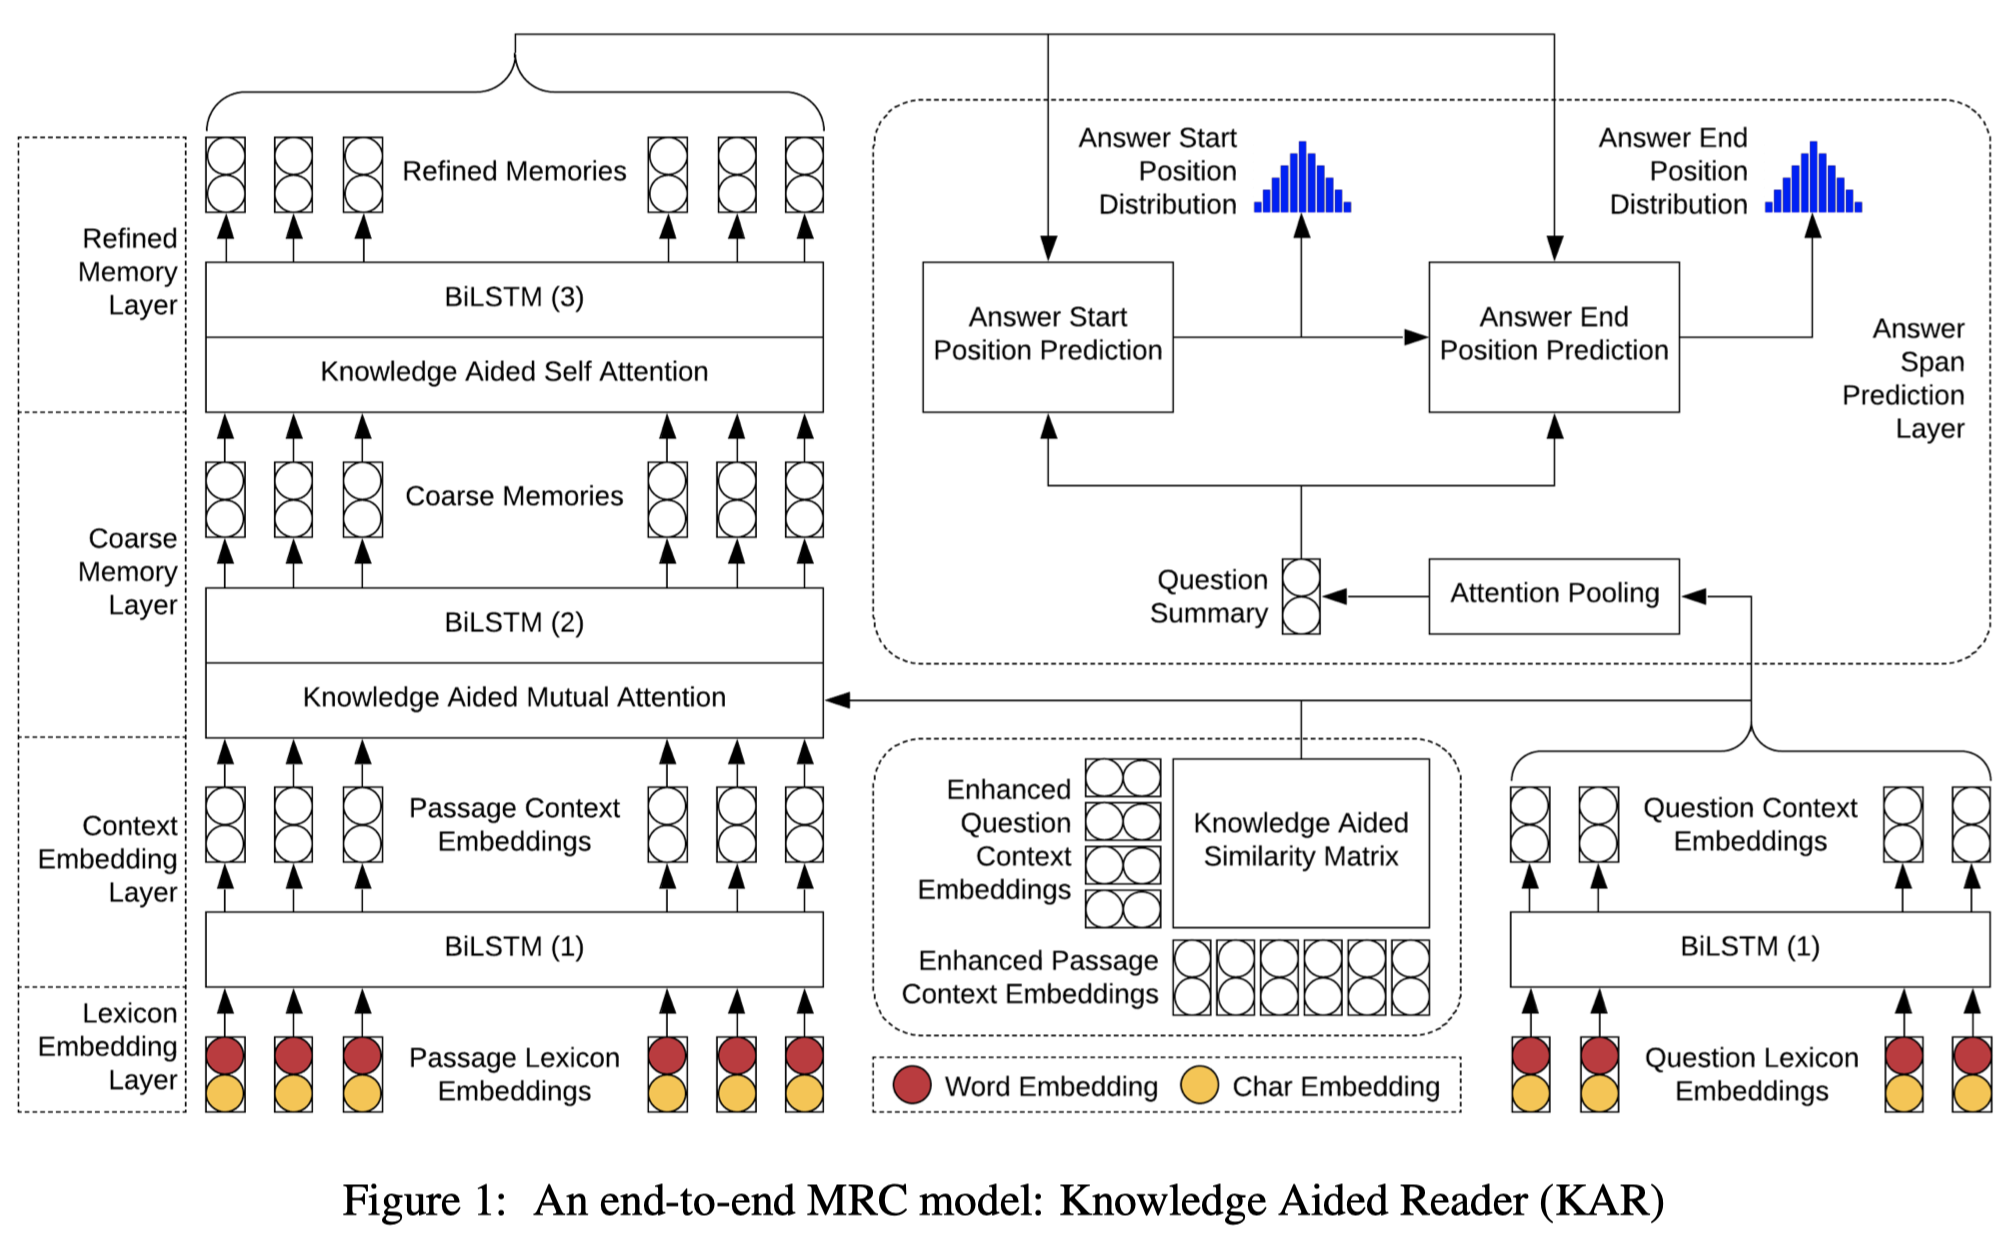 Refined
Memory
Layer
Coarse
Memory
Layer
Context
Embedding
Layer
Lexicon
Embedding
Layer
Refined Memories
BiLSTM (3)
Knowledge Aided Self Attention
Coarse Memories
BiLSTM (2)
Knowledge Aided Mutual Attention
Passage Context
Embeddings
BiLSTM (1)
Passage Lexicon
Embeddings
Answer Start
Position
Distribution
Answer End
Position
Distribution
Answer Start
Position Prediction
Answer End
Position Prediction
Answer
Span
Prediction
Layer
Question
Summary
Attention Pooling
Enhanced
Question
Context
Embeddings
Knowledge Aided
Similarity Matrix
Enhanced Passage
Context Embeddings
Word Embedding
Char Embedding
Question Context
Embeddings
BiLSTM (1)
Question Lexicon
Embeddings
Figure 1: An end-to-end MRC model: Knowledge Aided Reader (KAR)